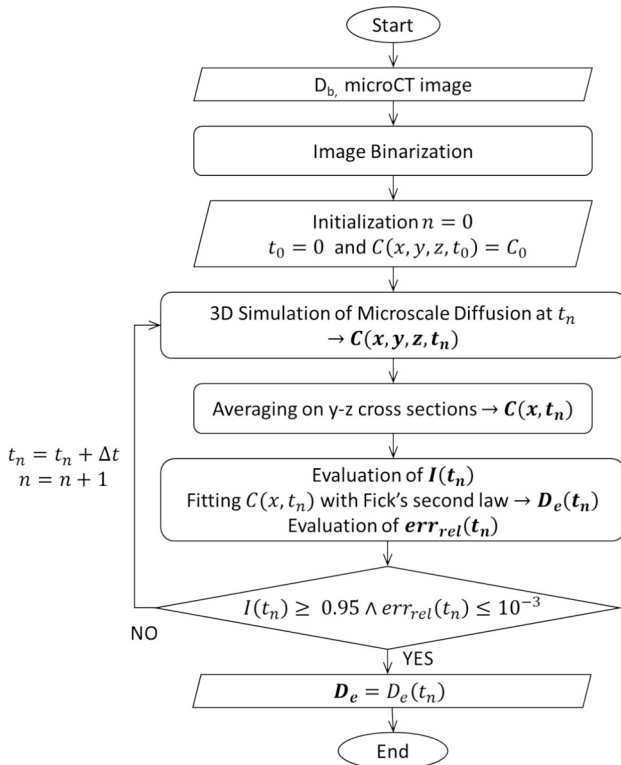 Start
D_b, microCT image
Image Binarization
Initialization n = 0
t_0 = 0 and C(x, y, z, t_0) = C_0
3D Simulation of Microscale Diffusion at t_n
→ C(x, y, z, t_n)
Averaging on y-z cross sections → C(x, t_n)
t_n = t_n + Δt
n = n + 1
Evaluation of I(t_n)
Fitting C(x, t_n) with Fick's second law → D_e(t_n)
Evaluation of err_rel(t_n)
I(t_n) ≥ 0.95 ∧ err_rel(t_n) ≤ 10^−3
NO
YES
D_e = D_e(t_n)
End